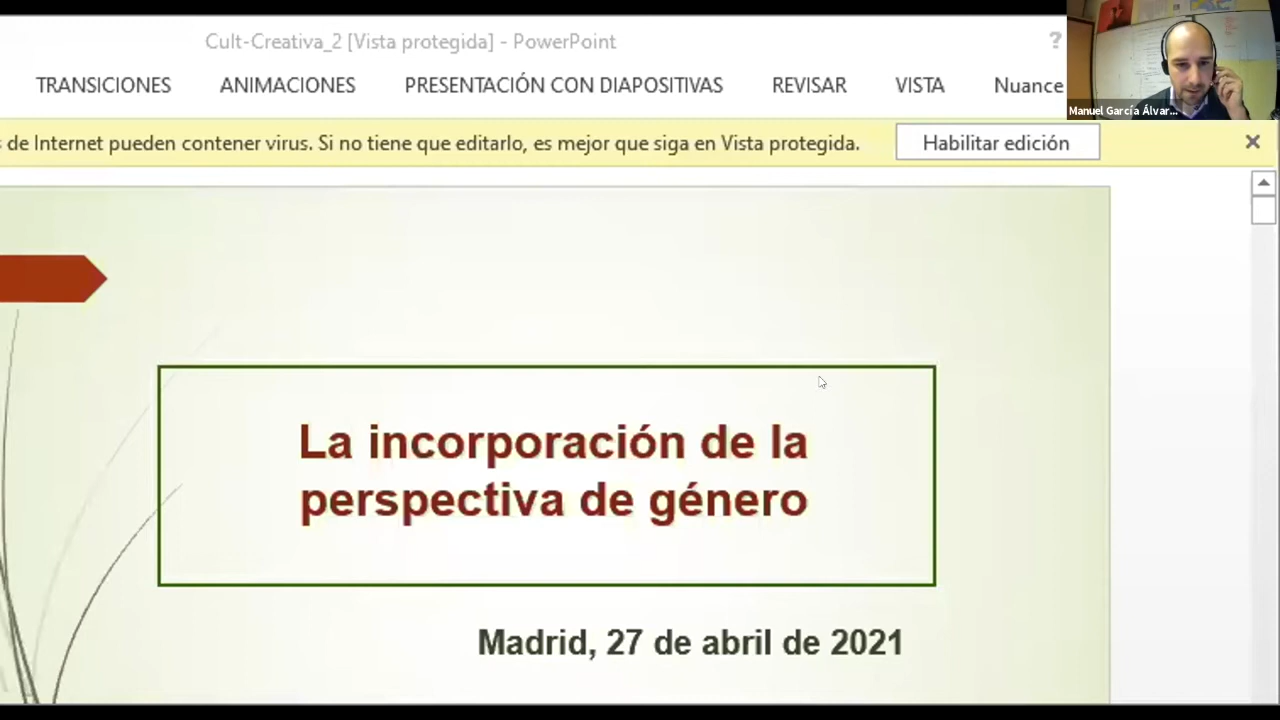 Cult-Creativa_2 [Vista protegida] - PowerPoint
?
TRANSICIONES ANIMACIONES PRESENTACIÓN CON DIAPOSITIVAS REVISAR VISTA Nuance
Manuel García Álvar...
de Internet pueden contener virus. Si no tiene que editarlo, es mejor que siga en Vista protegida. Habilitar edición
La incorporación de la
perspectiva de género
Madrid, 27 de abril de 2021